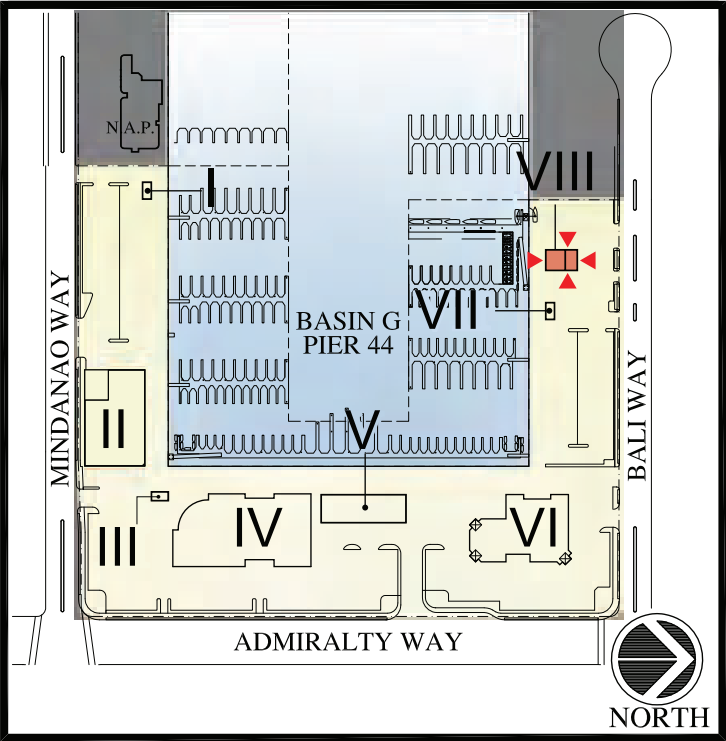 N.A.P.
VIII
I
MINDANAO WAY
VII
BASIN G
PIER 44
BALI WAY
II
V
III
IV
VI
ADMIRALTY WAY
NORTH